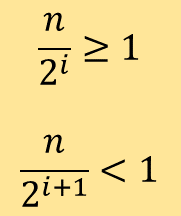 n/2^i ≥ 1
n/2^{i+1} < 1